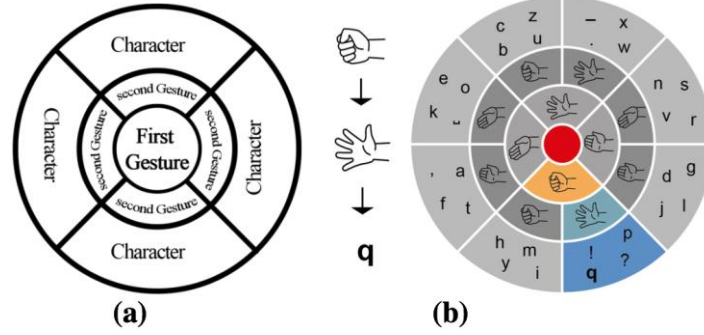 Character
second Gesture
Character
second Gesture
First
Gesture
second Gesture
Character
second Gesture
Character
(a)
q
c z
b u
– x
. w
e o
k ˽
n s
v r
, a
f t
d g
j l
h m
y i
! p
q ?
(b)